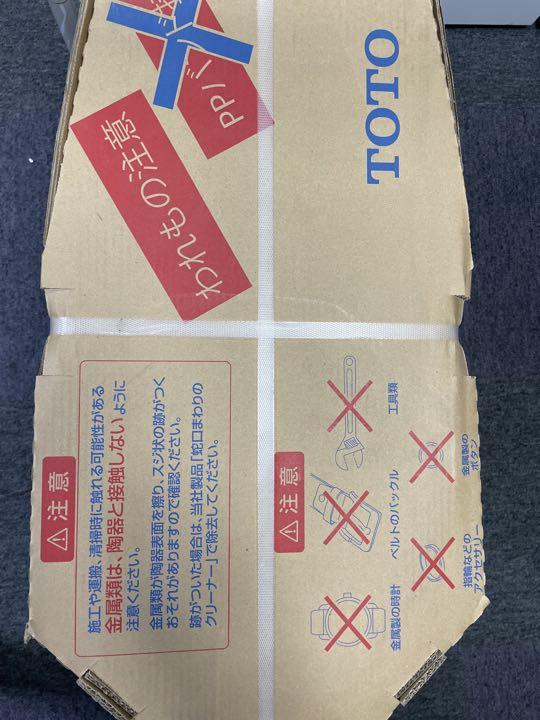 TOTO
われもの注意
PPバンド
⚠注意
施工や運搬、清掃時に触れる可能性がある
金属類は、陶器と接触しないように
注意ください。
金属類が陶器表面を擦り、スジ状の跡がつく
おそれがありますので確認ください。
跡がついた場合は、当社製品「蛇口まわりの
クリーナー」で除去してください。
⚠注意
金属製の時計
ベルトのバックル
工具類
指輪などの
アクセサリー
金属製の
ボタン